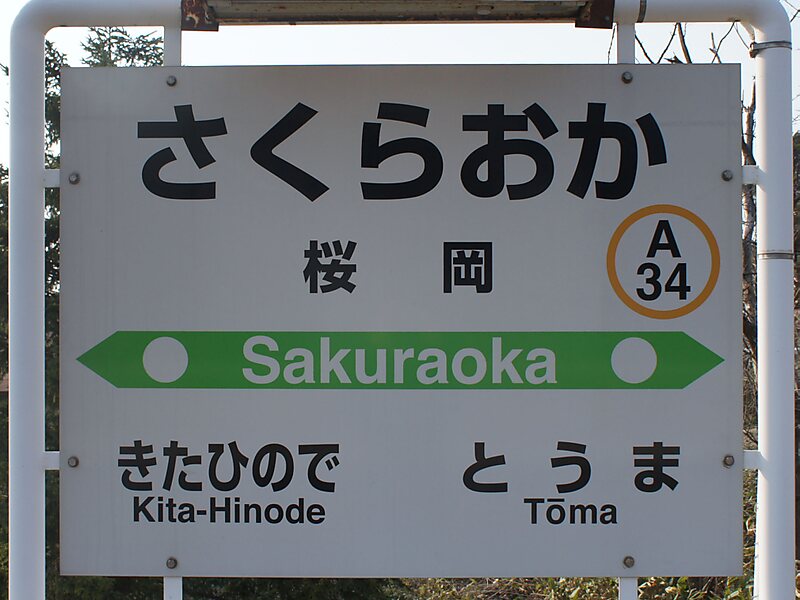 さくらおか
桜岡
A
34
Sakuraoka
きたひので とうま
Kita-Hinode Tōma